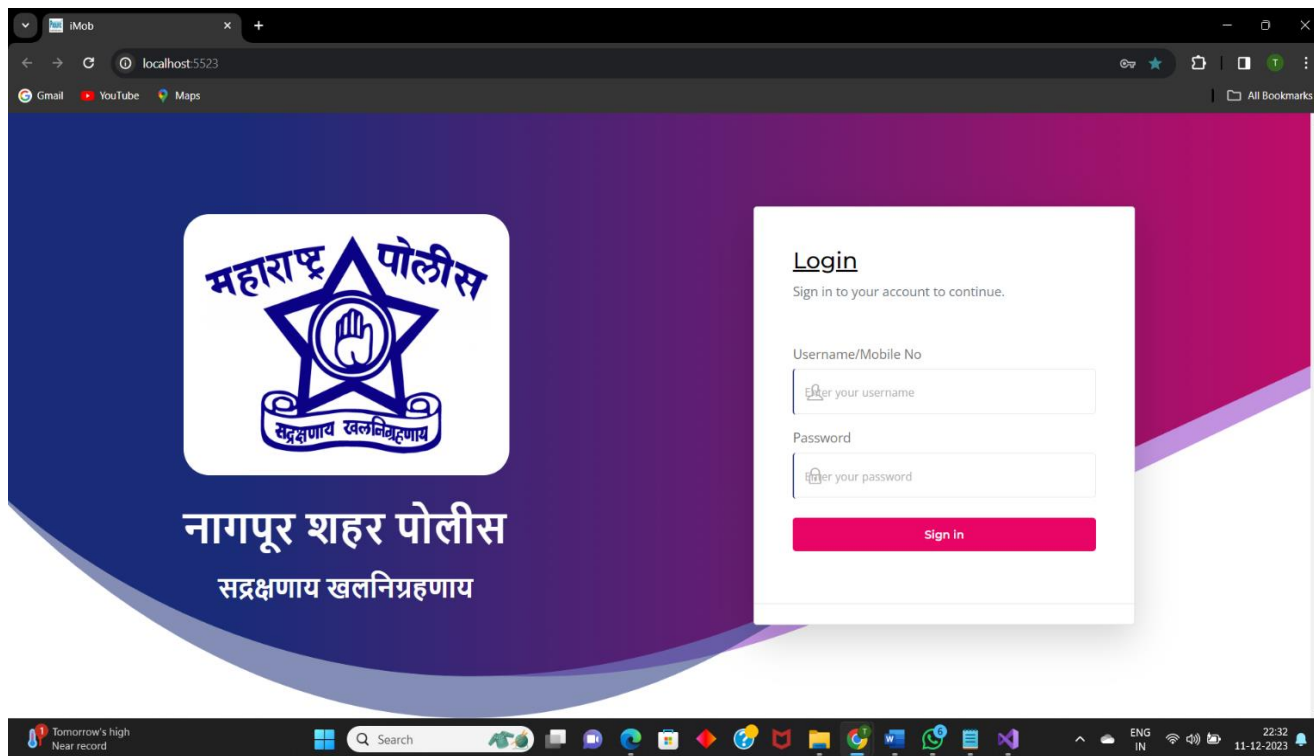 iMob
localhost:5523
Gmail YouTube Maps All Bookmarks
महाराष्ट्र पोलीस
सद्रक्षणाय खलनिग्रहणाय
नागपूर शहर पोलीस
सद्रक्षणाय खलनिग्रहणाय
Login
Sign in to your account to continue.
Username/Mobile No
Enter your username
Password
Enter your password
Sign in
1
Tomorrow's high
Near record
Search
ENG
IN
22:32
11-12-2023